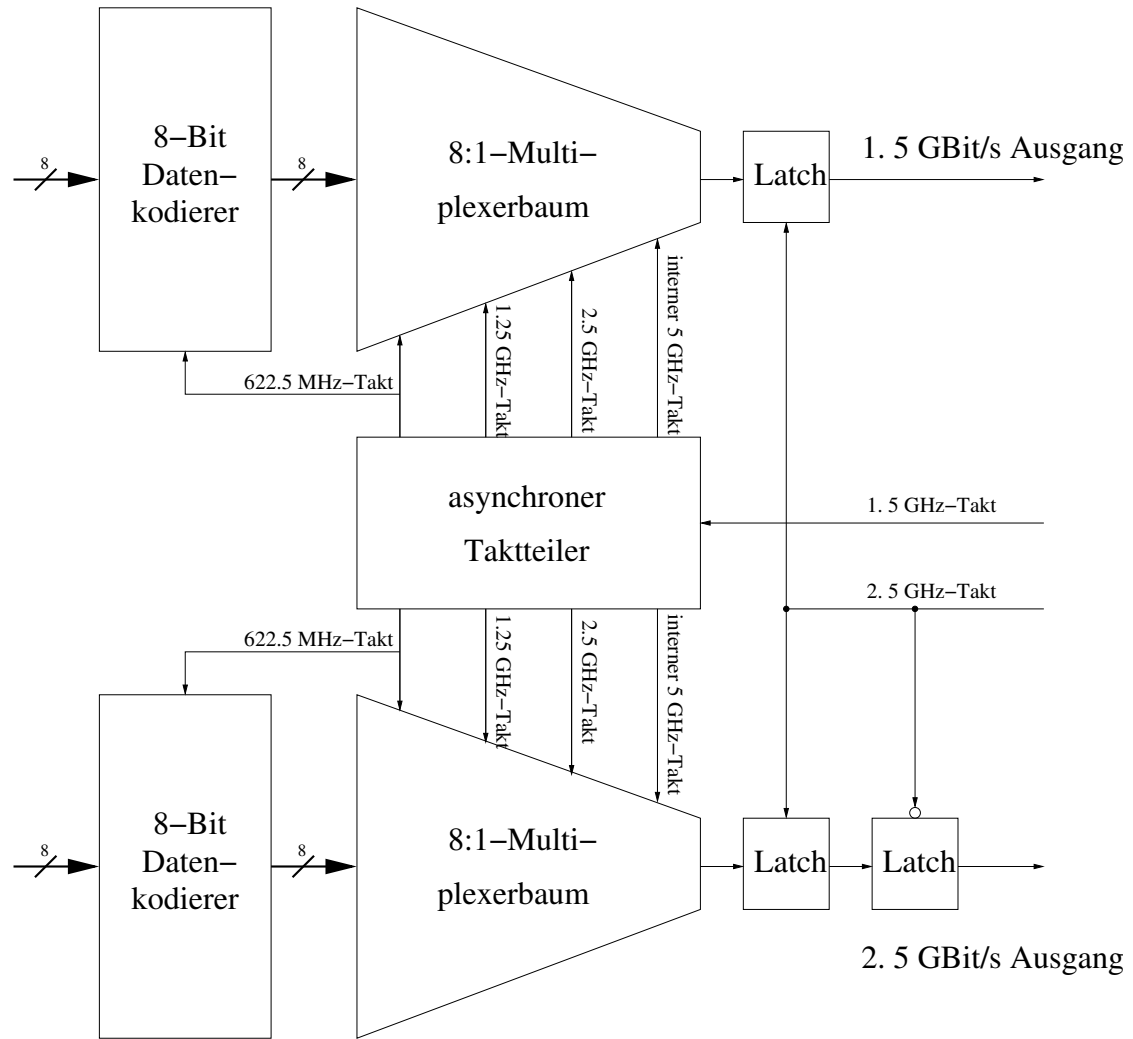 8−Bit
Daten−
kodierer
8
8
8:1−Multi−
plexerbaum
Latch
1. 5 GBit/s Ausgang
622.5 MHz−Takt
1.25 GHz−Takt
2.5 GHz−Takt
interner 5 GHz−Takt
asynchroner
Taktteiler
1. 5 GHz−Takt
2. 5 GHz−Takt
622.5 MHz−Takt
1.25 GHz−Takt
2.5 GHz−Takt
interner 5 GHz−Takt
8−Bit
Daten−
kodierer
8
8
8:1−Multi−
plexerbaum
Latch
Latch
2. 5 GBit/s Ausgang